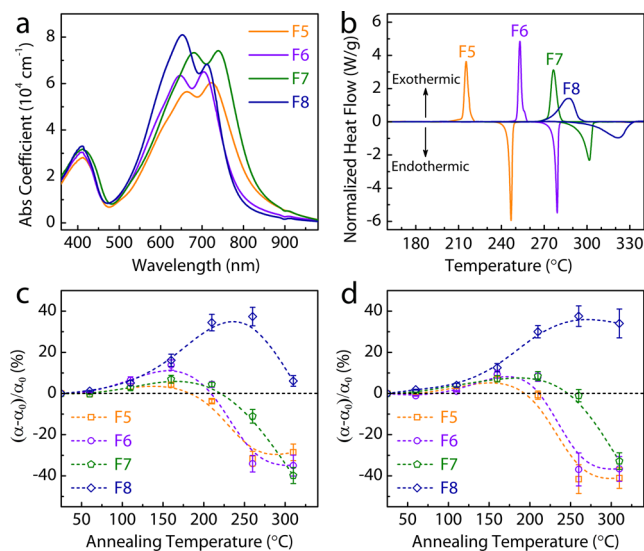 a
F5
F6
F7
F8
Abs Coefficient (10⁴ cm⁻¹)
8
6
4
2
0
400 500 600 700 800 900
Wavelength (nm)
b
F5
F6
F7
F8
Exothermic
Endothermic
Normalized Heat Flow (W/g)
6
4
2
0
-2
-4
-6
180 210 240 270 300 330
Temperature (°C)
c
F5
F6
F7
F8
(α-α₀)/α₀ (%)
40
20
0
-20
-40
50 100 150 200 250 300
Annealing Temperature (°C)
d
F5
F6
F7
F8
(α-α₀)/α₀ (%)
40
20
0
-20
-40
50 100 150 200 250 300
Annealing Temperature (°C)